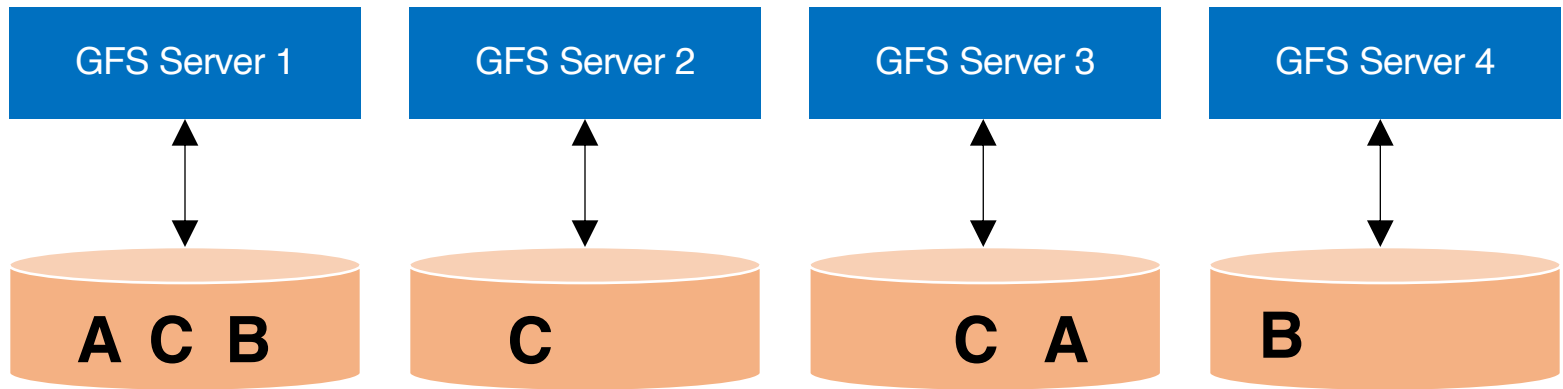 GFS Server 1
GFS Server 2
GFS Server 3
GFS Server 4
A C B
C
C A
B